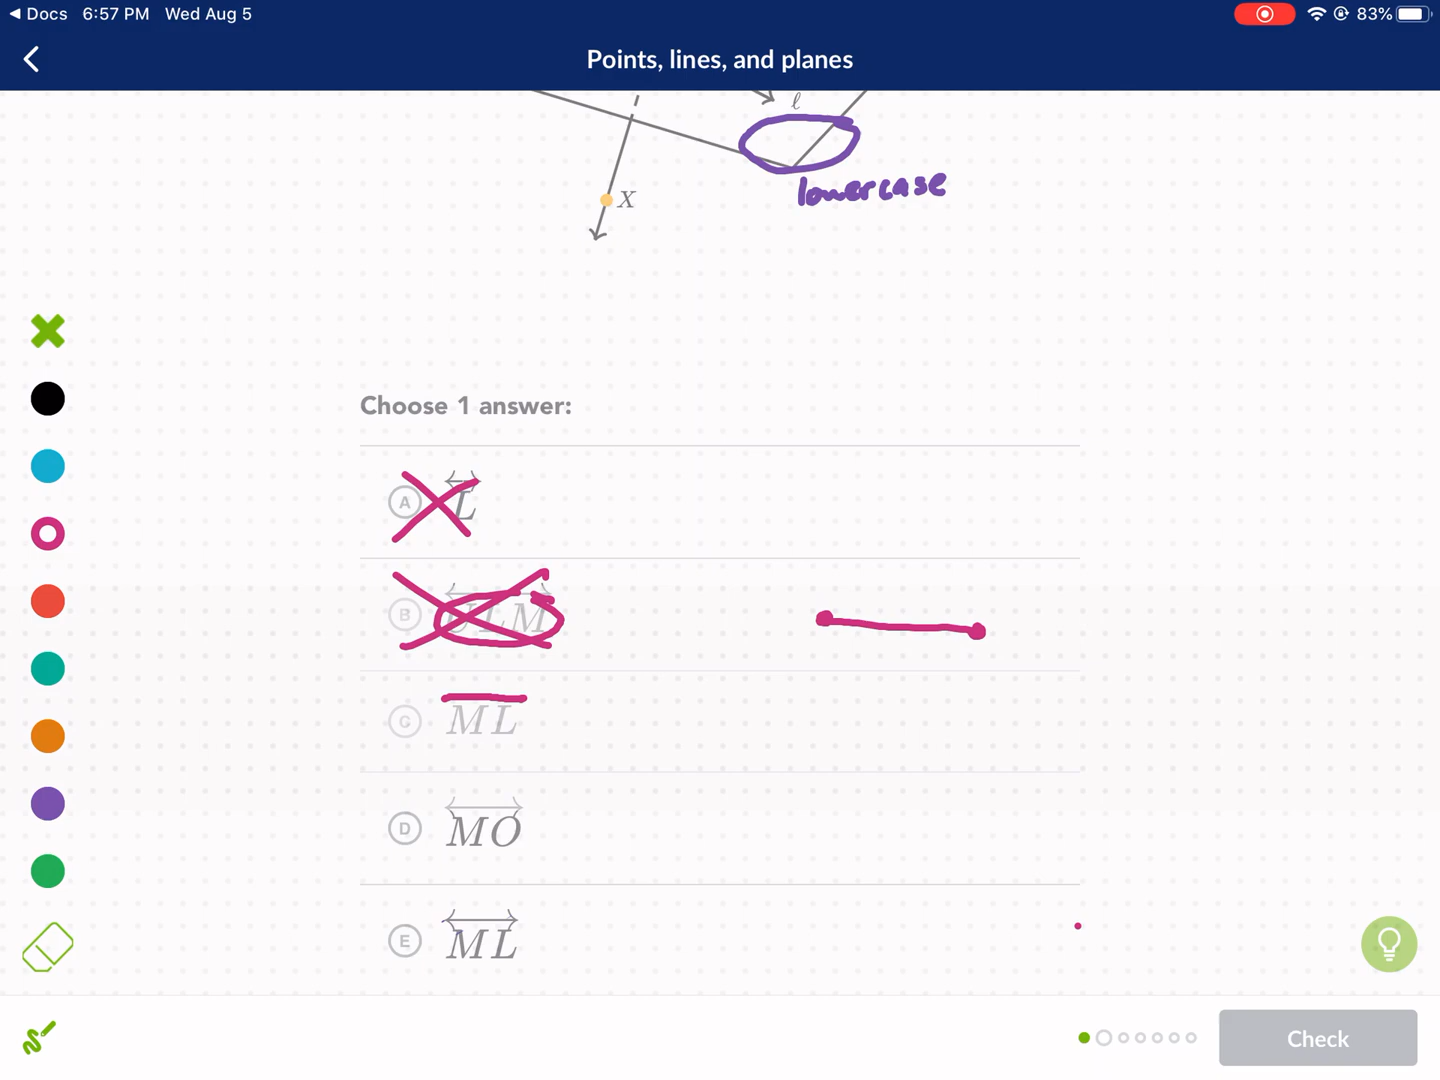 Docs 6:57 PM Wed Aug 5 83%
Points, lines, and planes
ℓ
lowercase
X
Choose 1 answer:
A L
B ULM
C ML
D MO
E ML
Check